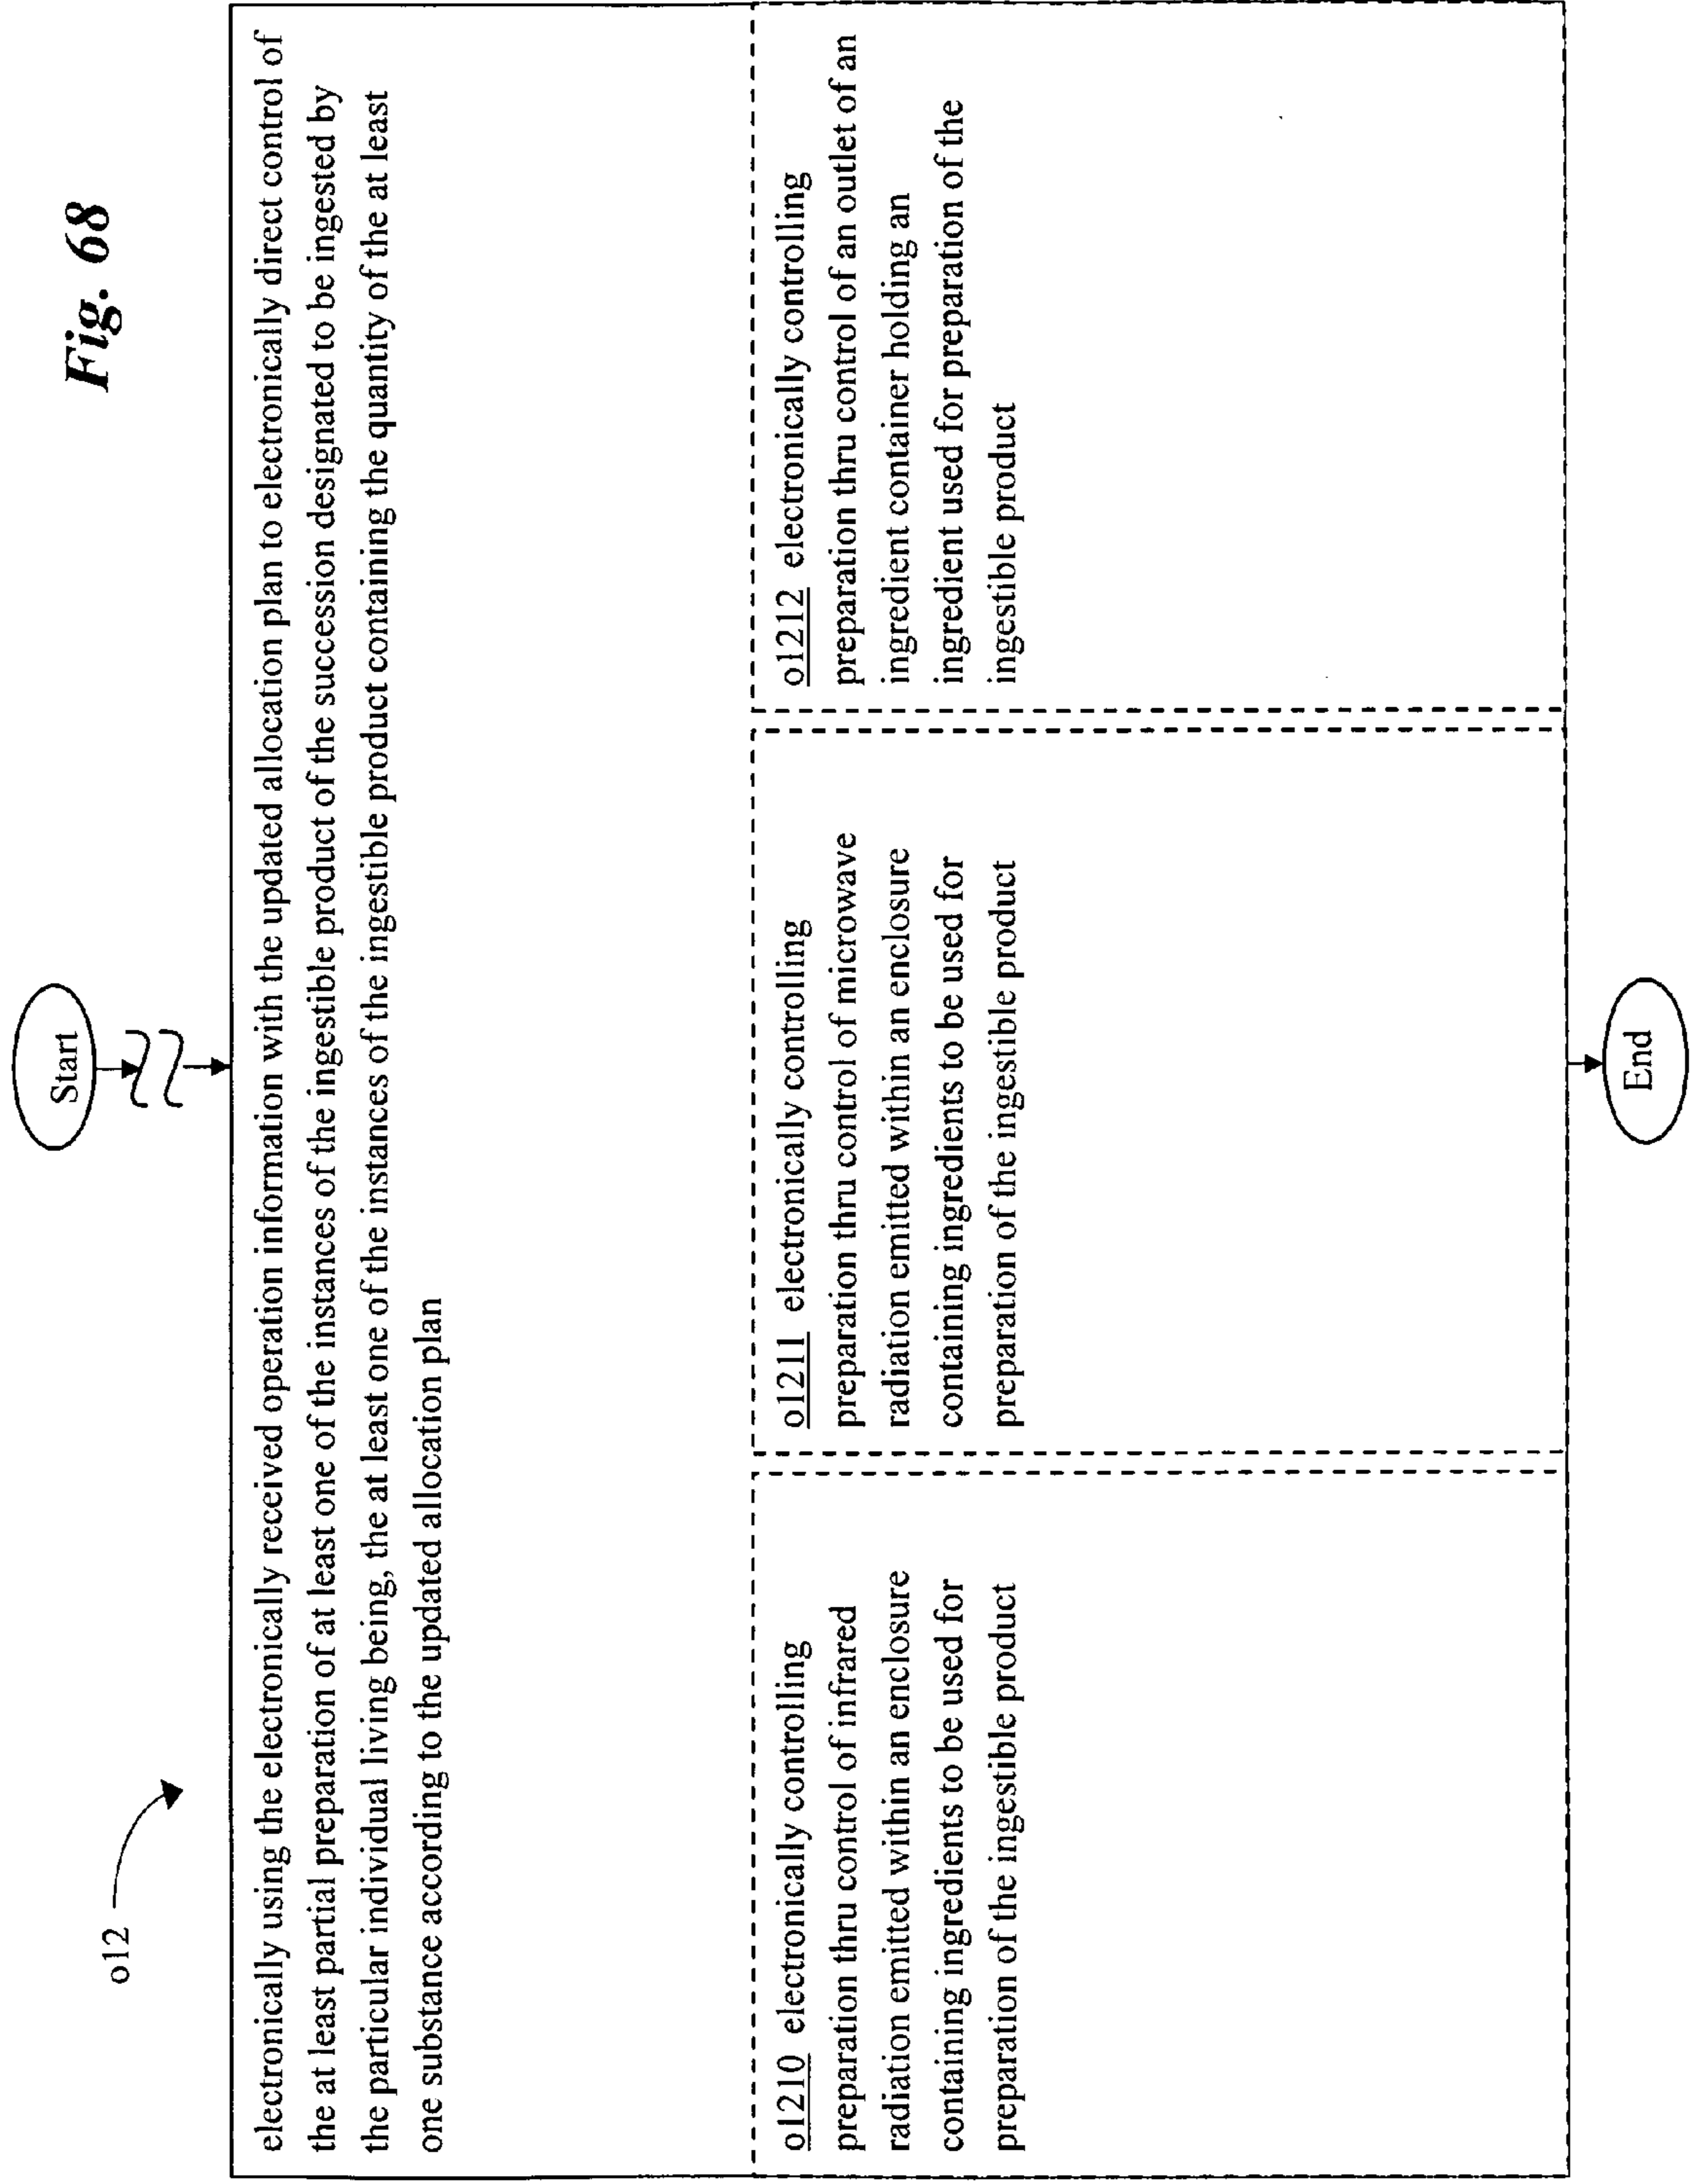 Fig. 68
Start
o12
electronically using the electronically received operation information with the updated allocation plan to electronically direct control of
the at least partial preparation of at least one of the instances of the ingestible product of the succession designated to be ingested by
the particular individual living being, the at least one of the instances of the ingestible product containing the quantity of the at least
one substance according to the updated allocation plan
o1210 electronically controlling
preparation thru control of infrared
radiation emitted within an enclosure
containing ingredients to be used for
preparation of the ingestible product
o1211 electronically controlling
preparation thru control of microwave
radiation emitted within an enclosure
containing ingredients to be used for
preparation of the ingestible product
o1212 electronically controlling
preparation thru control of an outlet of an
ingredient container holding an
ingredient used for preparation of the
ingestible product
End